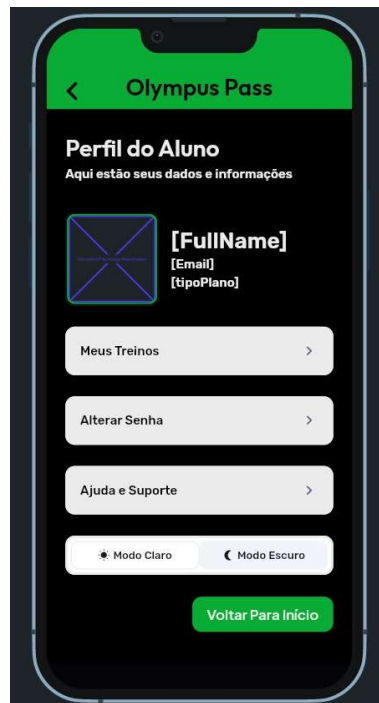 Olympus Pass
Perfil do Aluno
Aqui estão seus dados e informações
[FullName]
[Email]
[tipoPlano]
Meus Treinos
Alterar Senha
Ajuda e Suporte
Modo Claro
Modo Escuro
Voltar Para Início